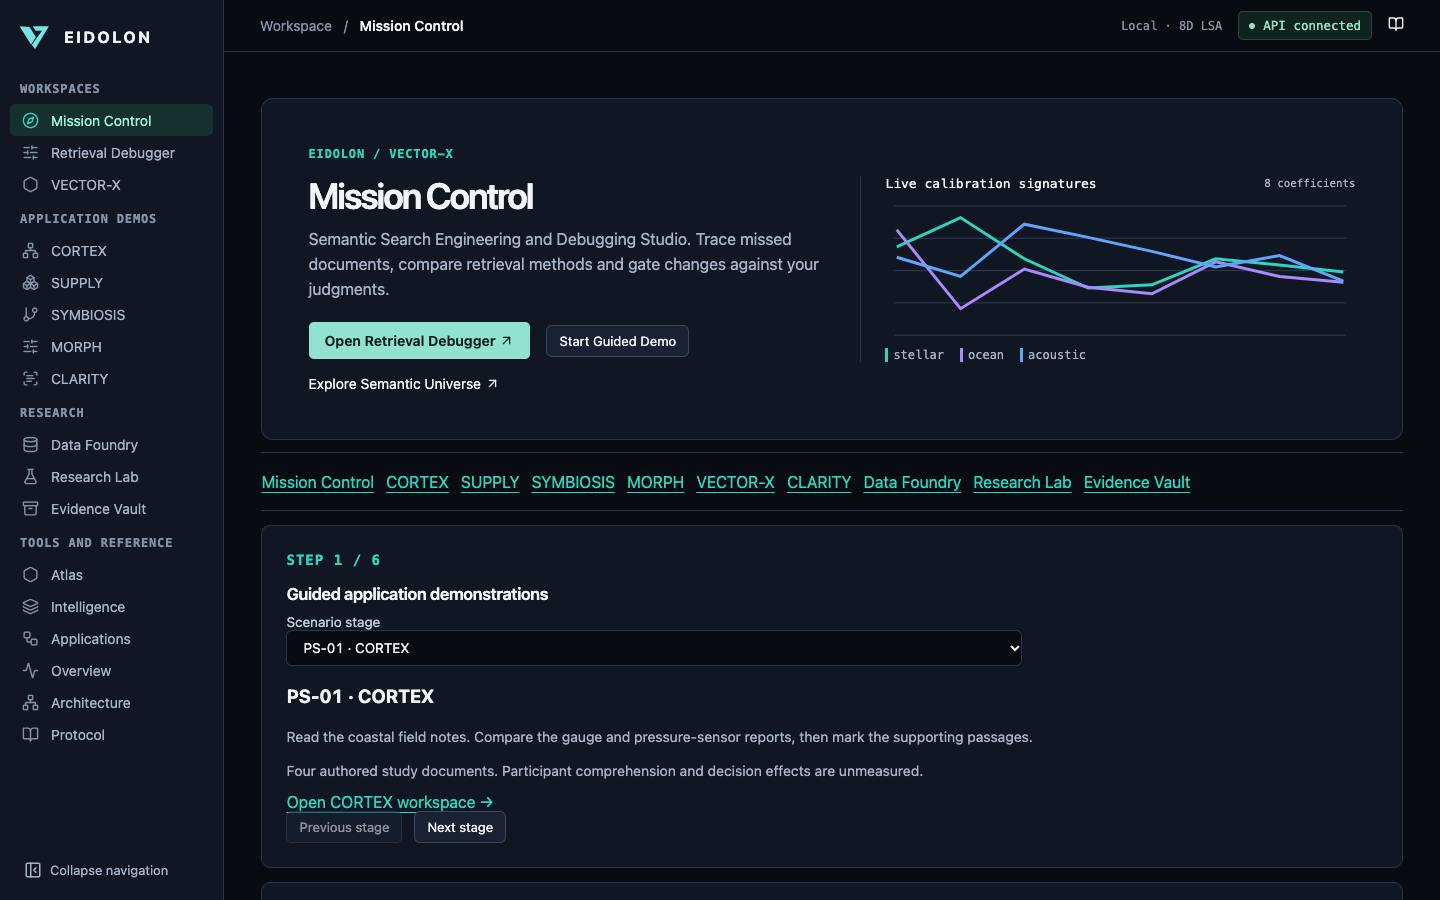 EIDOLON
Workspace / Mission Control
Local · 8D LSA
API connected
WORKSPACES
Mission Control
Retrieval Debugger
VECTOR-X
APPLICATION DEMOS
CORTEX
SUPPLY
SYMBIOSIS
MORPH
CLARITY
RESEARCH
Data Foundry
Research Lab
Evidence Vault
TOOLS AND REFERENCE
Atlas
Intelligence
Applications
Overview
Architecture
Protocol
Collapse navigation
EIDOLON / VECTOR-X
Mission Control
Semantic Search Engineering and Debugging Studio. Trace missed
documents, compare retrieval methods and gate changes against your
judgments.
Open Retrieval Debugger ↗
Start Guided Demo
Explore Semantic Universe ↗
Live calibration signatures
8 coefficients
stellar ocean acoustic
Mission Control CORTEX SUPPLY SYMBIOSIS MORPH VECTOR-X CLARITY Data Foundry Research Lab Evidence Vault
STEP 1 / 6
Guided application demonstrations
Scenario stage
PS-01 · CORTEX
PS-01 · CORTEX
Read the coastal field notes. Compare the gauge and pressure-sensor reports, then mark the supporting passages.
Four authored study documents. Participant comprehension and decision effects are unmeasured.
Open CORTEX workspace →
Previous stage
Next stage